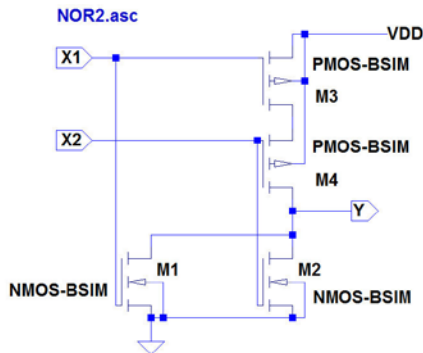 NOR2.asc
VDD
X1
PMOS-BSIM
M3
X2
PMOS-BSIM
M4
Y
M1
M2
NMOS-BSIM
NMOS-BSIM